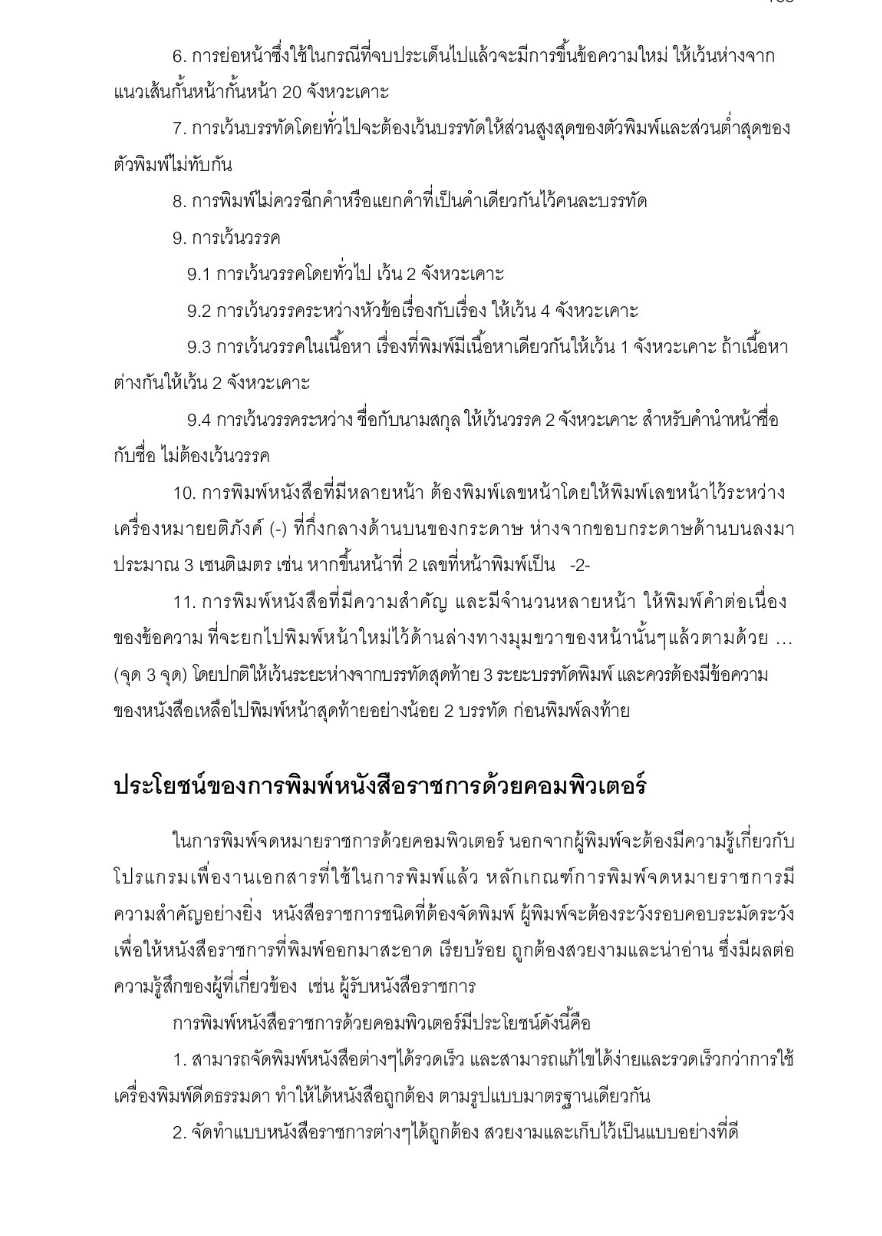 6. การย่อหน้าซึ่งใช้ในกรณีที่จบประเด็นไปแล้วจะมีการขึ้นข้อความใหม่ ให้เว้นห่างจาก
แนวเส้นกั้นหน้ากั้นหน้า 20 จังหวะเคาะ
7. การเว้นบรรทัดโดยทั่วไปจะต้องเว้นบรรทัดให้ส่วนสูงสุดของตัวพิมพ์และส่วนต่ำสุดของ
ตัวพิมพ์ไม่ทับกัน
8. การพิมพ์ไม่ควรฉีกคำหรือแยกคำที่เป็นคำเดียวกันไว้คนละบรรทัด
9. การเว้นวรรค
9.1 การเว้นวรรคโดยทั่วไป เว้น 2 จังหวะเคาะ
9.2 การเว้นวรรคระหว่างหัวข้อเรื่องกับเรื่อง ให้เว้น 4 จังหวะเคาะ
9.3 การเว้นวรรคในเนื้อหา เรื่องที่พิมพ์มีเนื้อหาเดียวกันให้เว้น 1 จังหวะเคาะ ถ้าเนื้อหา
ต่างกันให้เว้น 2 จังหวะเคาะ
9.4 การเว้นวรรคระหว่าง ชื่อกับนามสกุล ให้เว้นวรรค 2 จังหวะเคาะ สำหรับคำนำหน้าชื่อ
กับชื่อ ไม่ต้องเว้นวรรค
10. การพิมพ์หนังสือที่มีหลายหน้า ต้องพิมพ์เลขหน้าโดยให้พิมพ์เลขหน้าไว้ระหว่าง
เครื่องหมายยติภังค์ (-) ที่กึ่งกลางด้านบนของกระดาษ ห่างจากขอบกระดาษด้านบนลงมา
ประมาณ 3 เซนติเมตร เช่น หากขึ้นหน้าที่ 2 เลขที่หน้าพิมพ์เป็น -2-
11. การพิมพ์หนังสือที่มีความสำคัญ และมีจำนวนหลายหน้า ให้พิมพ์คำต่อเนื่อง
ของข้อความ ที่จะยกไปพิมพ์หน้าใหม่ไว้ด้านล่างทางมุมขวาของหน้านั้นๆแล้วตามด้วย ...
(จุด 3 จุด) โดยปกติให้เว้นระยะห่างจากบรรทัดสุดท้าย 3 ระยะบรรทัดพิมพ์ และควรต้องมีข้อความ
ของหนังสือเหลือไปพิมพ์หน้าสุดท้ายอย่างน้อย 2 บรรทัด ก่อนพิมพ์ลงท้าย
ประโยชน์ของการพิมพ์หนังสือราชการด้วยคอมพิวเตอร์
ในการพิมพ์จดหมายราชการด้วยคอมพิวเตอร์ นอกจากผู้พิมพ์จะต้องมีความรู้เกี่ยวกับ
โปรแกรมเพื่องานเอกสารที่ใช้ในการพิมพ์แล้ว หลักเกณฑ์การพิมพ์จดหมายราชการมี
ความสำคัญอย่างยิ่ง หนังสือราชการชนิดที่ต้องจัดพิมพ์ ผู้พิมพ์จะต้องระวังรอบคอบระมัดระวัง
เพื่อให้หนังสือราชการที่พิมพ์ออกมาสะอาด เรียบร้อย ถูกต้องสวยงามและน่าอ่าน ซึ่งมีผลต่อ
ความรู้สึกของผู้ที่เกี่ยวข้อง เช่น ผู้รับหนังสือราชการ
การพิมพ์หนังสือราชการด้วยคอมพิวเตอร์มีประโยชน์ดังนี้คือ
1. สามารถจัดพิมพ์หนังสือต่างๆได้รวดเร็ว และสามารถแก้ไขได้ง่ายและรวดเร็วกว่าการใช้
เครื่องพิมพ์ดีดธรรมดา ทำให้ได้หนังสือถูกต้อง ตามรูปแบบมาตรฐานเดียวกัน
2. จัดทำแบบหนังสือราชการต่างๆได้ถูกต้อง สวยงามและเก็บไว้เป็นแบบอย่างที่ดี